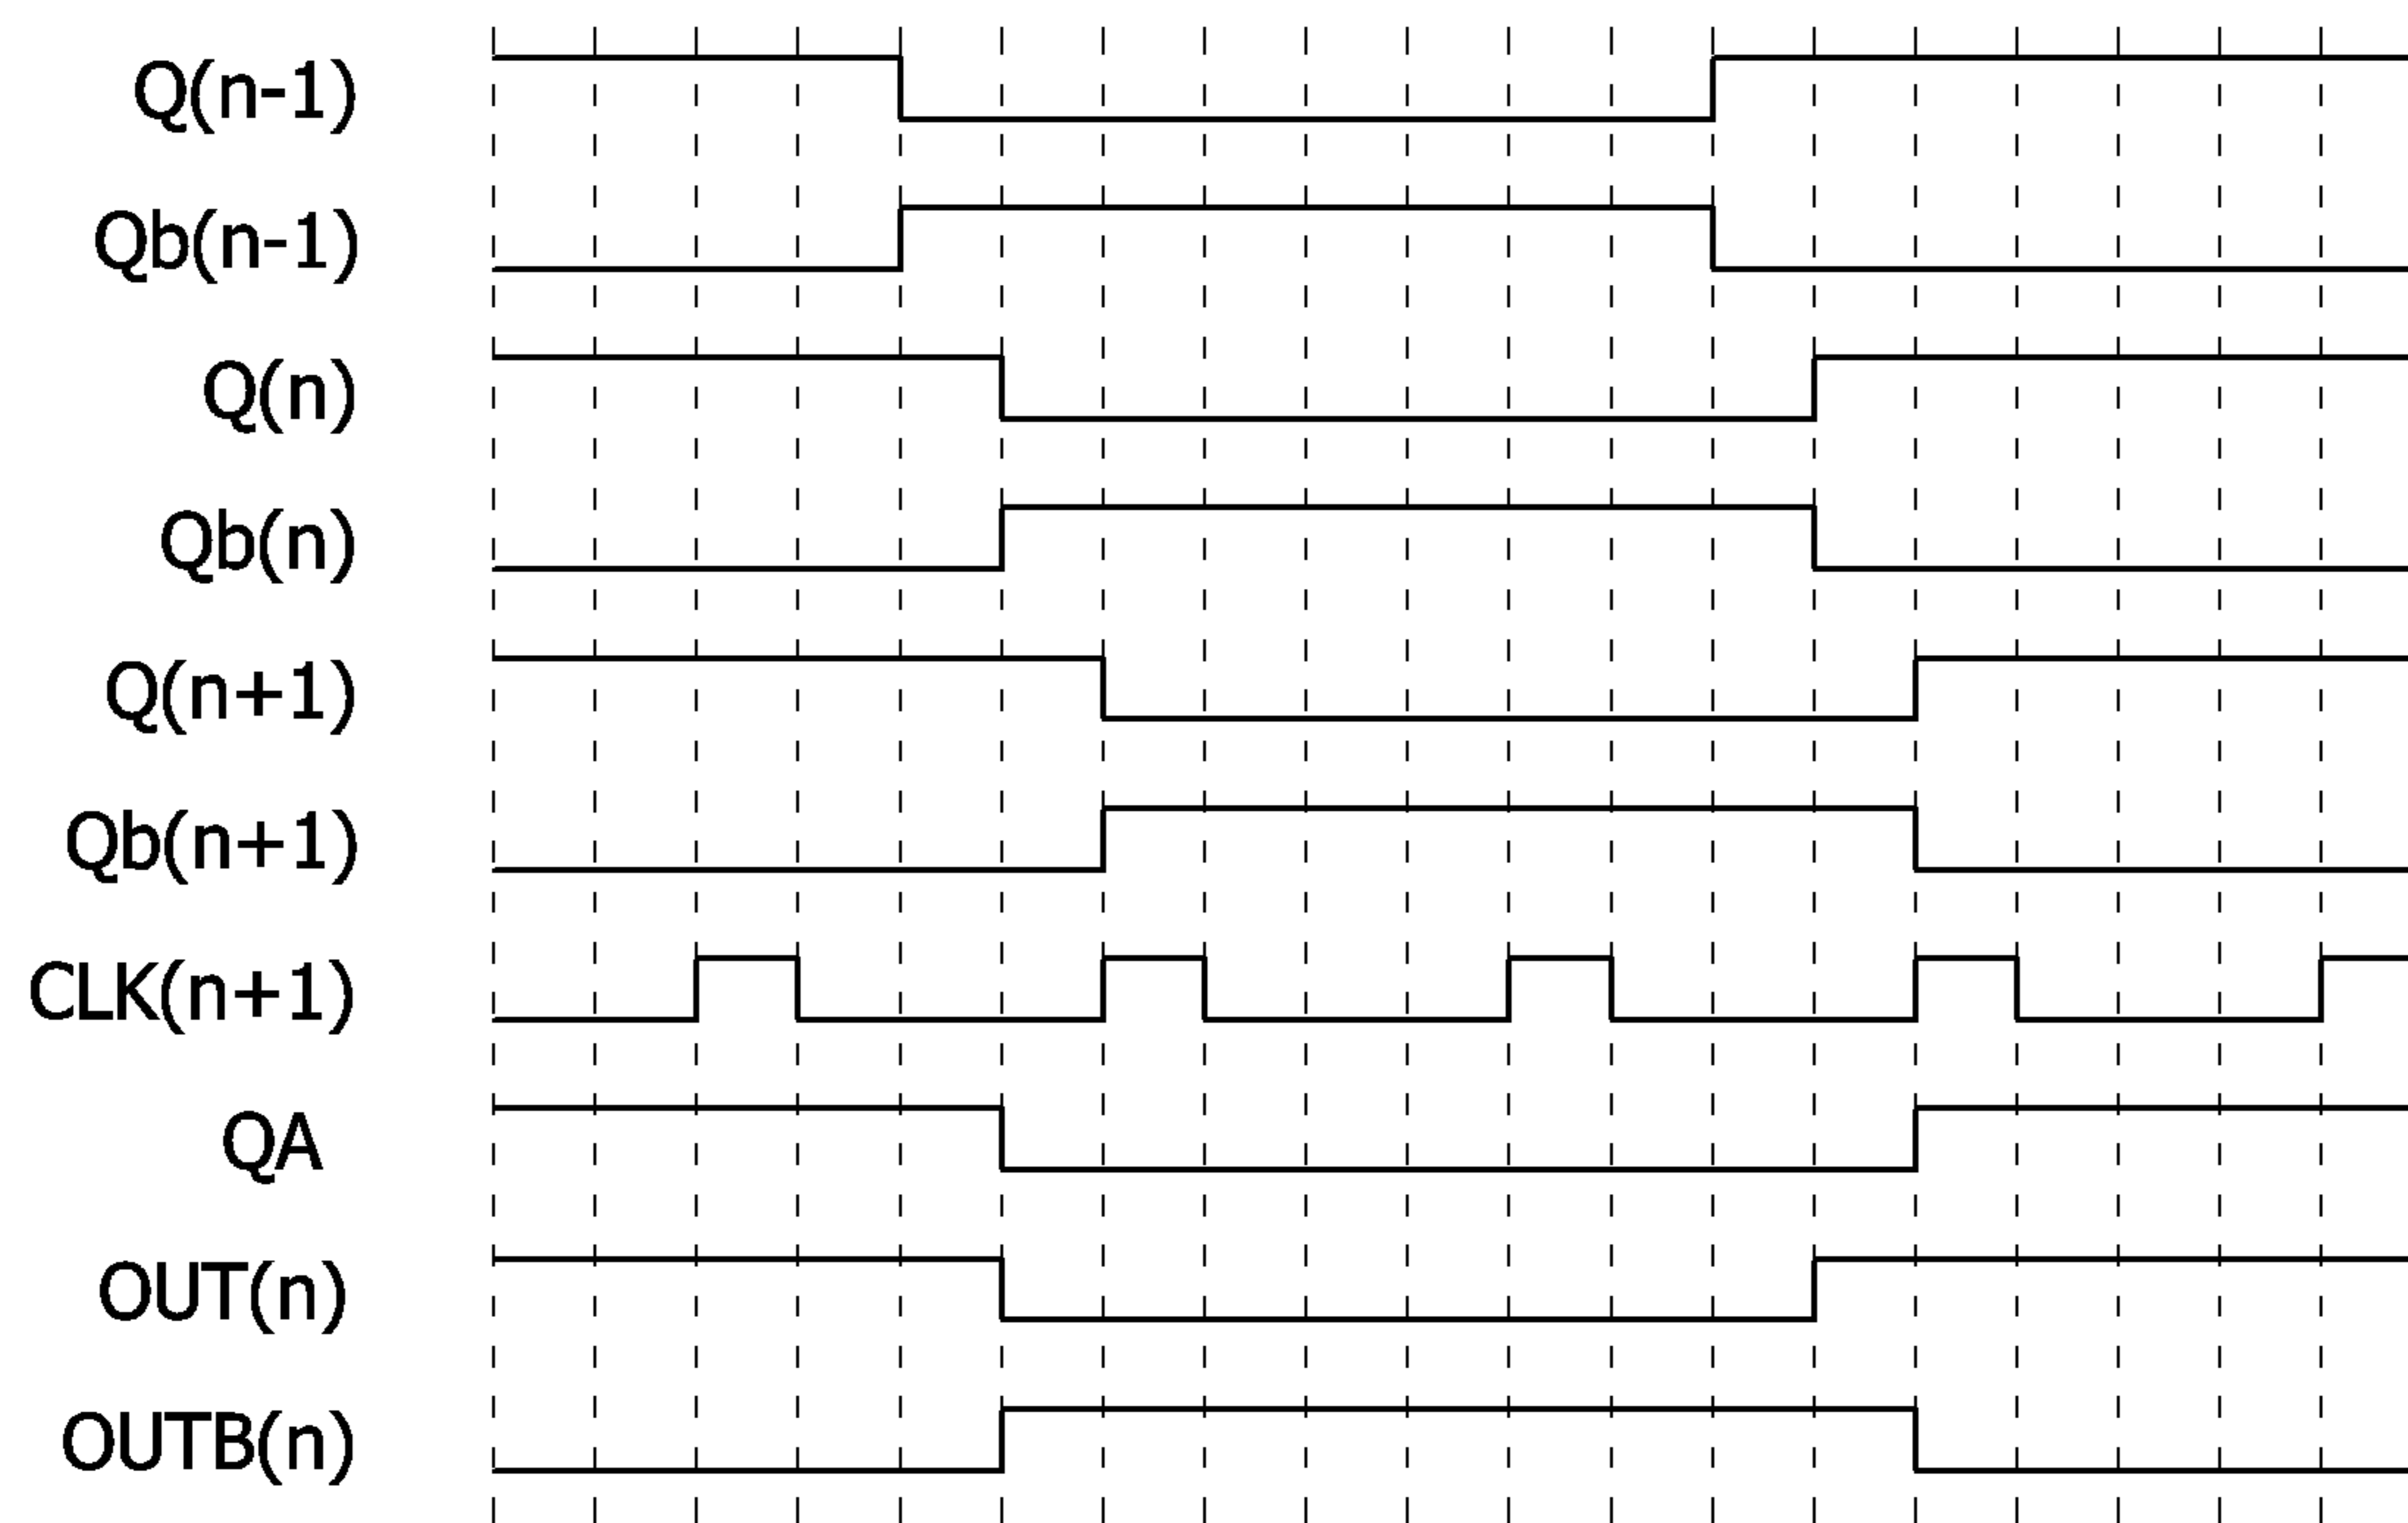 Q(n-1)
Qb(n-1)
Q(n)
Qb(n)
Q(n+1)
Qb(n+1)
CLK(n+1)
QA
OUT(n)
OUTB(n)